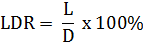 LDR = L/D x 100%